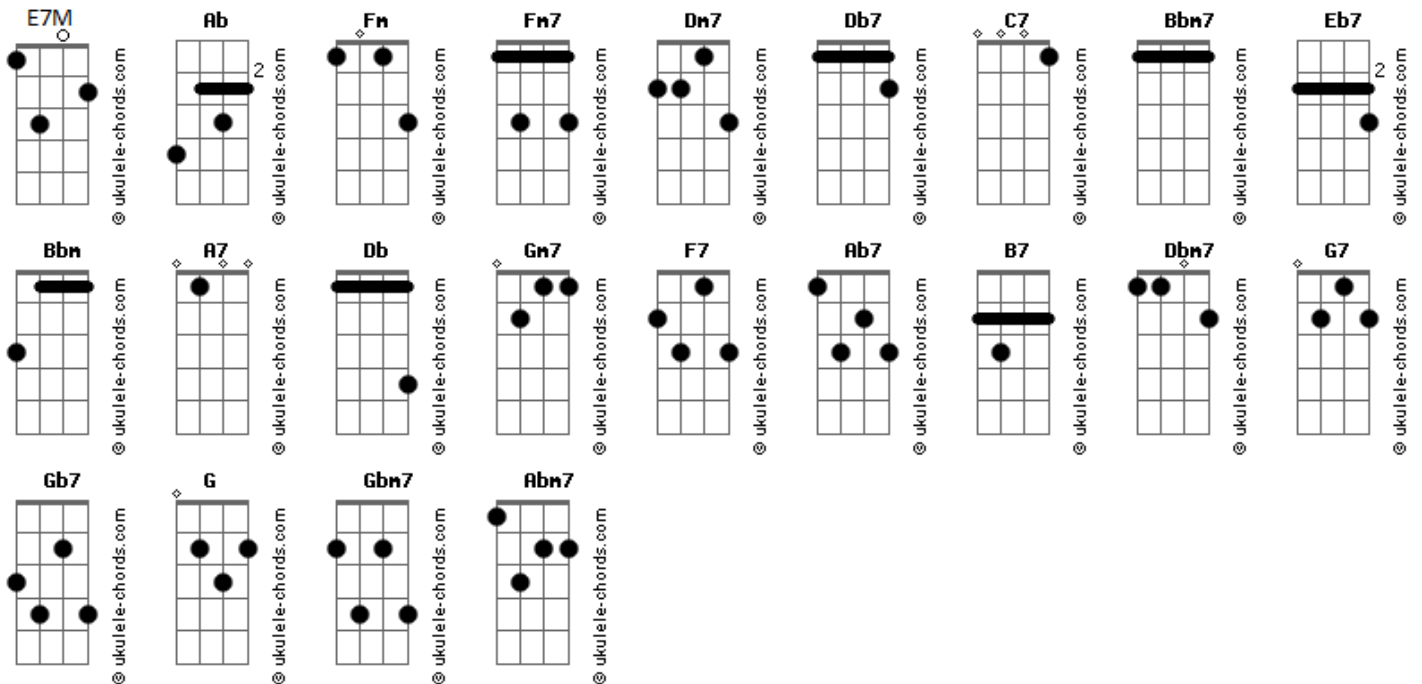 E7M Ab Fm Fm7 Dm7 Db7 C7 Bbm7 Eb7
2 2
© ukulele-chords.com © ukulele-chords.com © ukulele-chords.com © ukulele-chords.com © ukulele-chords.com © ukulele-chords.com © ukulele-chords.com © ukulele-chords.com © ukulele-chords.com
Bbm A7 Db Gm7 F7 Ab7 B7 Dbm7 G7
© ukulele-chords.com © ukulele-chords.com © ukulele-chords.com © ukulele-chords.com © ukulele-chords.com © ukulele-chords.com © ukulele-chords.com © ukulele-chords.com © ukulele-chords.com
Gb7 G Gbm7 Abm7
© ukulele-chords.com © ukulele-chords.com © ukulele-chords.com © ukulele-chords.com